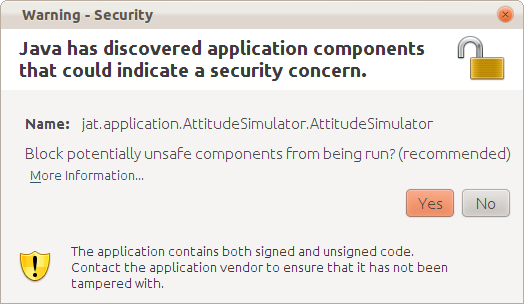 Warning - Security
Java has discovered application components
that could indicate a security concern.
Name: jat.application.AttitudeSimulator.AttitudeSimulator
Block potentially unsafe components from being run? (recommended)
More Information...
Yes No
The application contains both signed and unsigned code.
Contact the application vendor to ensure that it has not been
tampered with.